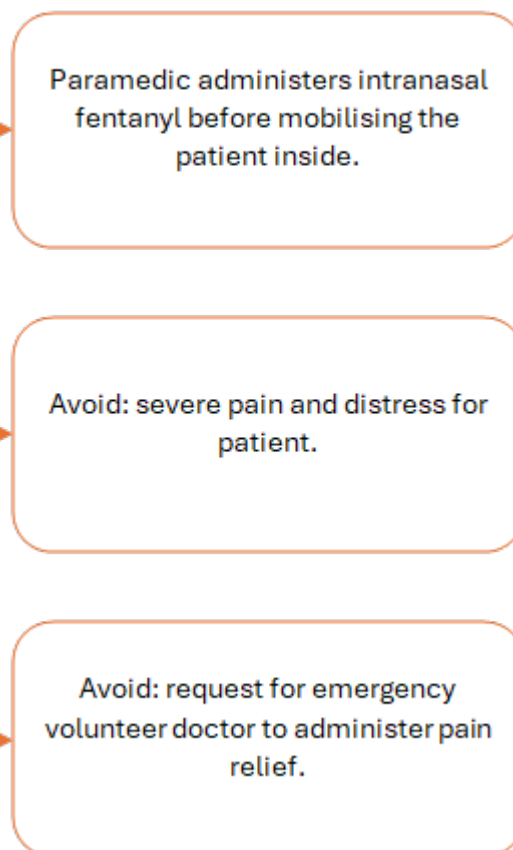 Paramedic administers intranasal
fentanyl before mobilising the
patient inside.
Avoid: severe pain and distress for
patient.
Avoid: request for emergency
volunteer doctor to administer pain
relief.